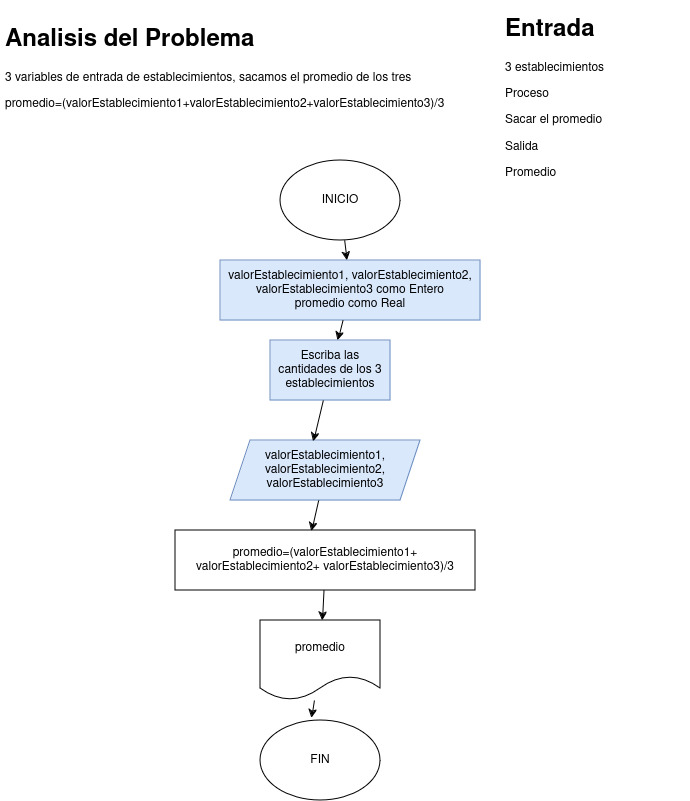 Analisis del Problema
3 variables de entrada de establecimientos, sacamos el promedio de los tres
promedio=(valorEstablecimiento1+valorEstablecimiento2+valorEstablecimiento3)/3
Entrada
3 establecimientos
Proceso
Sacar el promedio
Salida
Promedio
INICIO
valorEstablecimiento1, valorEstablecimiento2,
valorEstablecimiento3 como Entero
promedio como Real
Escriba las
cantidades de los 3
establecimientos
valorEstablecimiento1,
valorEstablecimiento2,
valorEstablecimiento3
promedio=(valorEstablecimiento1+
valorEstablecimiento2+ valorEstablecimiento3)/3
promedio
FIN